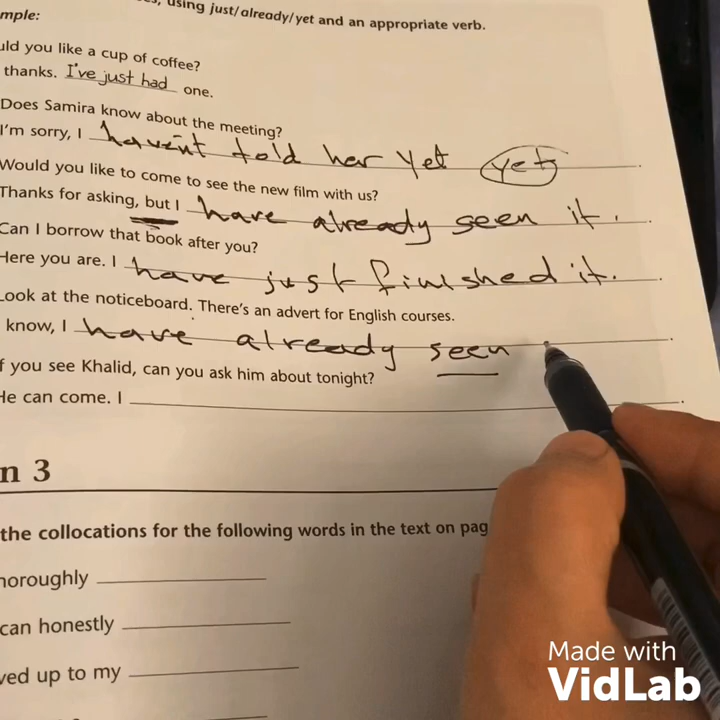 using just/already/yet and an appropriate verb.
mple:
uld you like a cup of coffee?
thanks. I've just had one.
Does Samira know about the meeting?
I'm sorry, I haven't told har yet yet
Would you like to come to see the new film with us?
Thanks for asking, but I have already seen it.
Can I borrow that book after you?
Here you are. I have just finished it.
Look at the noticeboard. There's an advert for English courses.
know, I have already seen
f you see Khalid, can you ask him about tonight?
He can come. I
n 3
the collocations for the following words in the text on pag
horoughly
can honestly
ved up to my
Made with
VidLab